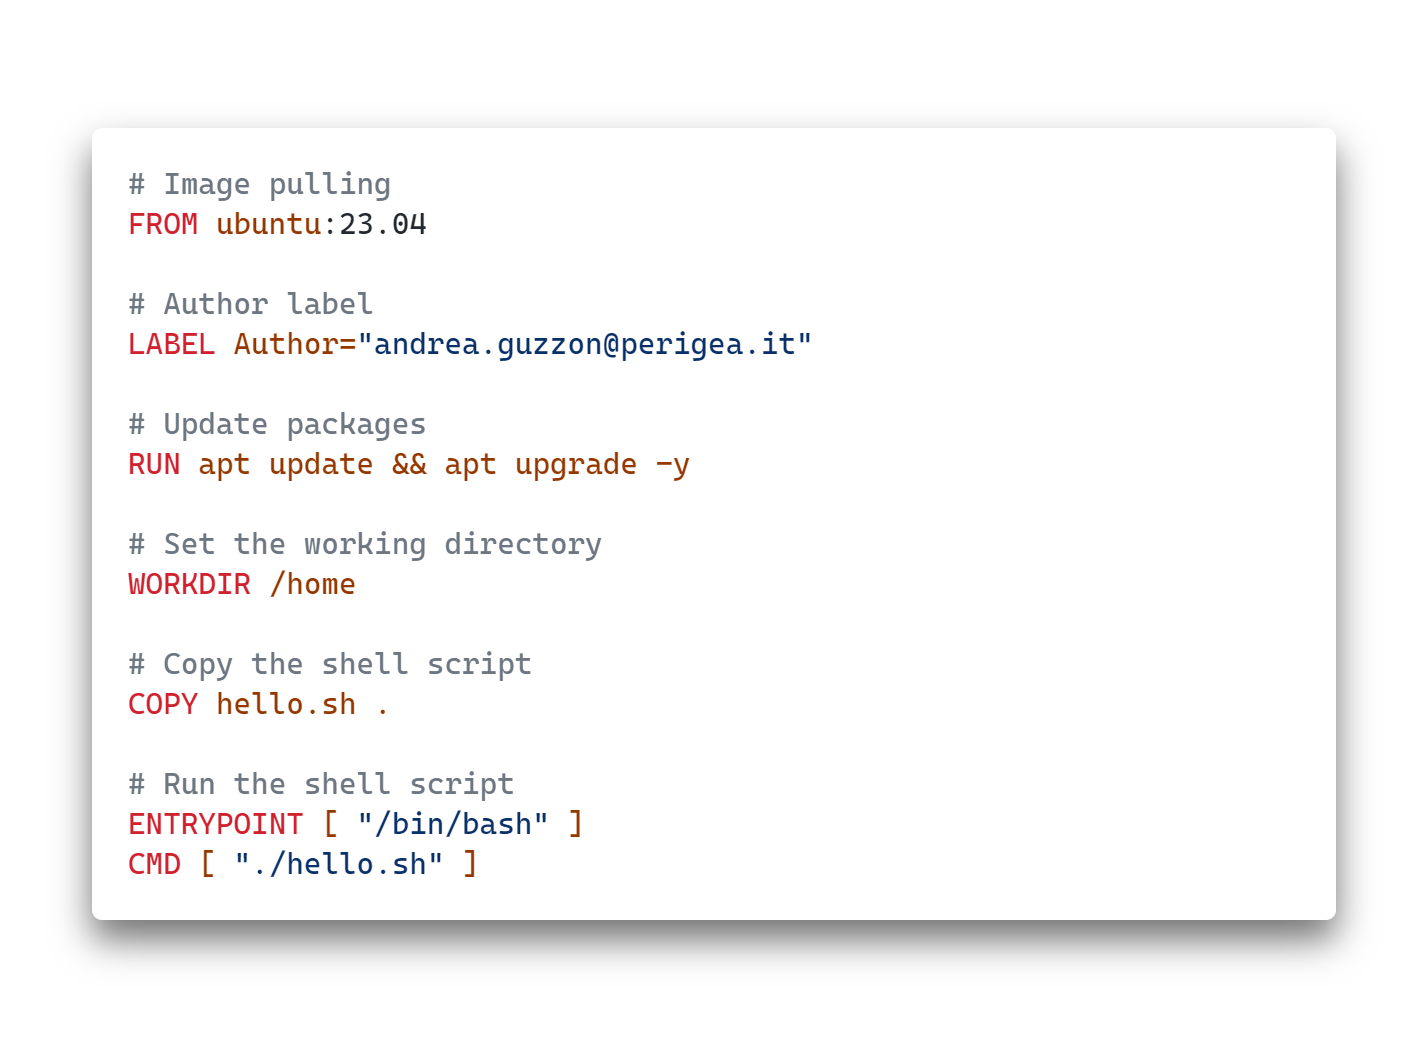 # Image pulling
FROM ubuntu:23.04
# Author label
LABEL Author="andrea.guzzon@perigea.it"
# Update packages
RUN apt update && apt upgrade -y
# Set the working directory
WORKDIR /home
# Copy the shell script
COPY hello.sh .
# Run the shell script
ENTRYPOINT [ "/bin/bash" ]
CMD [ "./hello.sh" ]